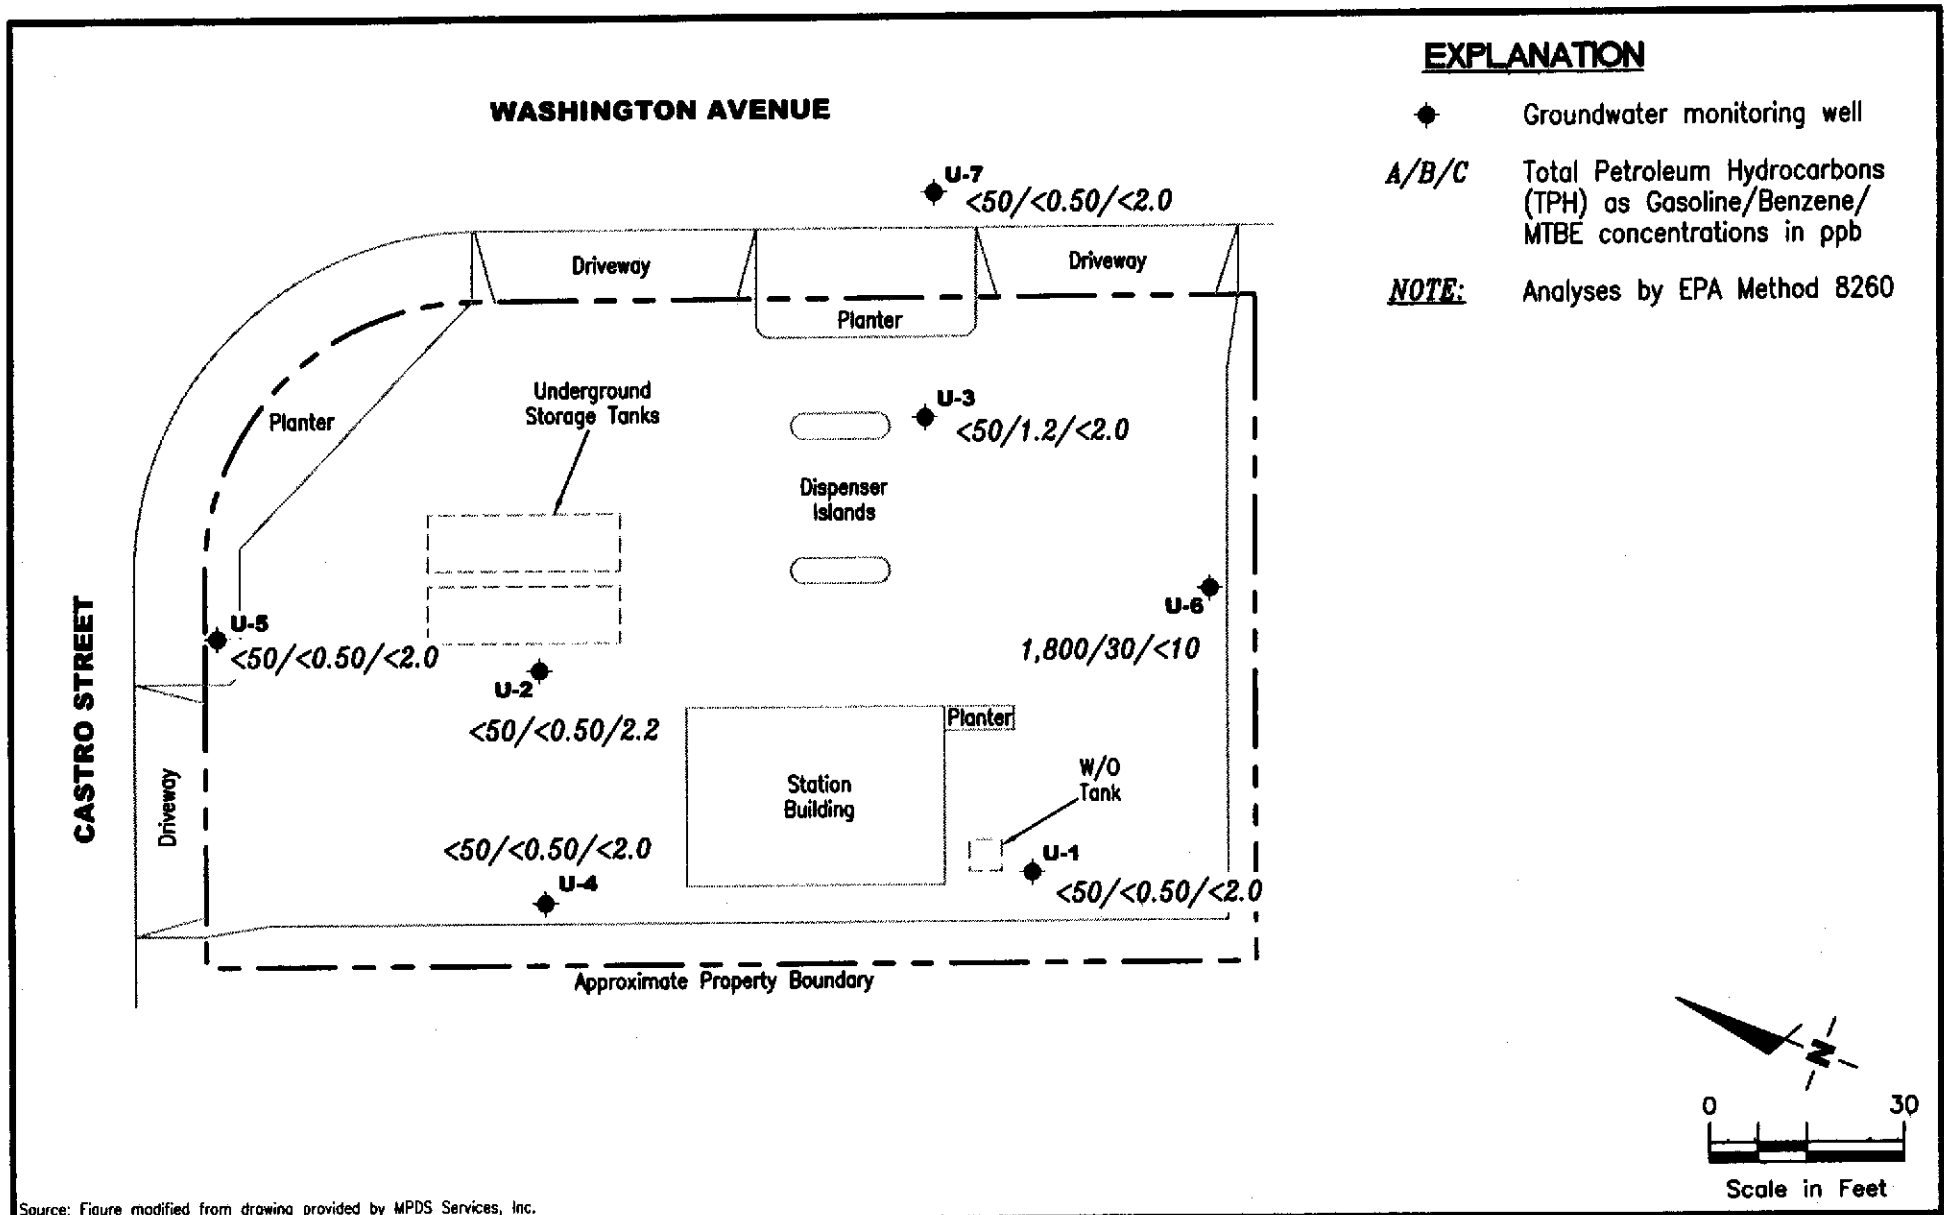 EXPLANATION
Groundwater monitoring well
A/B/C Total Petroleum Hydrocarbons
(TPH) as Gasoline/Benzene/
MTBE concentrations in ppb
NOTE: Analyses by EPA Method 8260
WASHINGTON AVENUE
U-7
<50/<0.50/<2.0
Driveway
Driveway
Planter
Planter
Underground
Storage Tanks
U-3
<50/1.2/<2.0
Dispenser
Islands
U-6
1,800/30/<10
U-5
<50/<0.50/<2.0
U-2
<50/<0.50/2.2
CASTRO STREET
Driveway
Planter
Station
Building
W/O
Tank
<50/<0.50/<2.0
U-4
U-1
<50/<0.50/<2.0
Approximate Property Boundary
N
0 30
Scale in Feet
Source: Figure modified from drawing provided by MPDS Services, Inc.